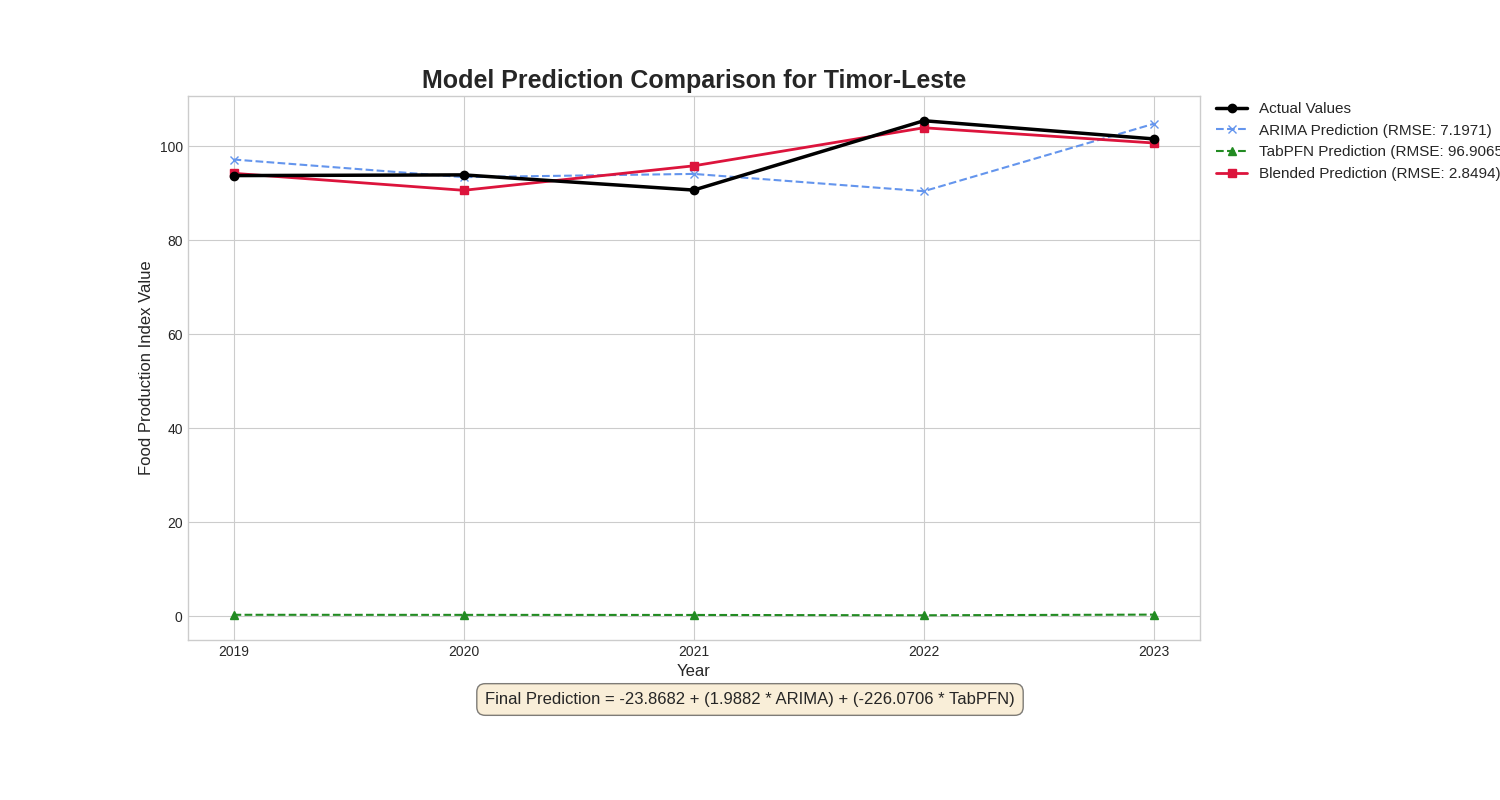 Model Prediction Comparison for Timor-Leste
Actual Values
ARIMA Prediction (RMSE: 7.1971)
TabPFN Prediction (RMSE: 96.9065
Blended Prediction (RMSE: 2.8494)
Food Production Index Value
100
80
60
40
20
0
2019 2020 2021 2022 2023
Year
Final Prediction = -23.8682 + (1.9882 * ARIMA) + (-226.0706 * TabPFN)